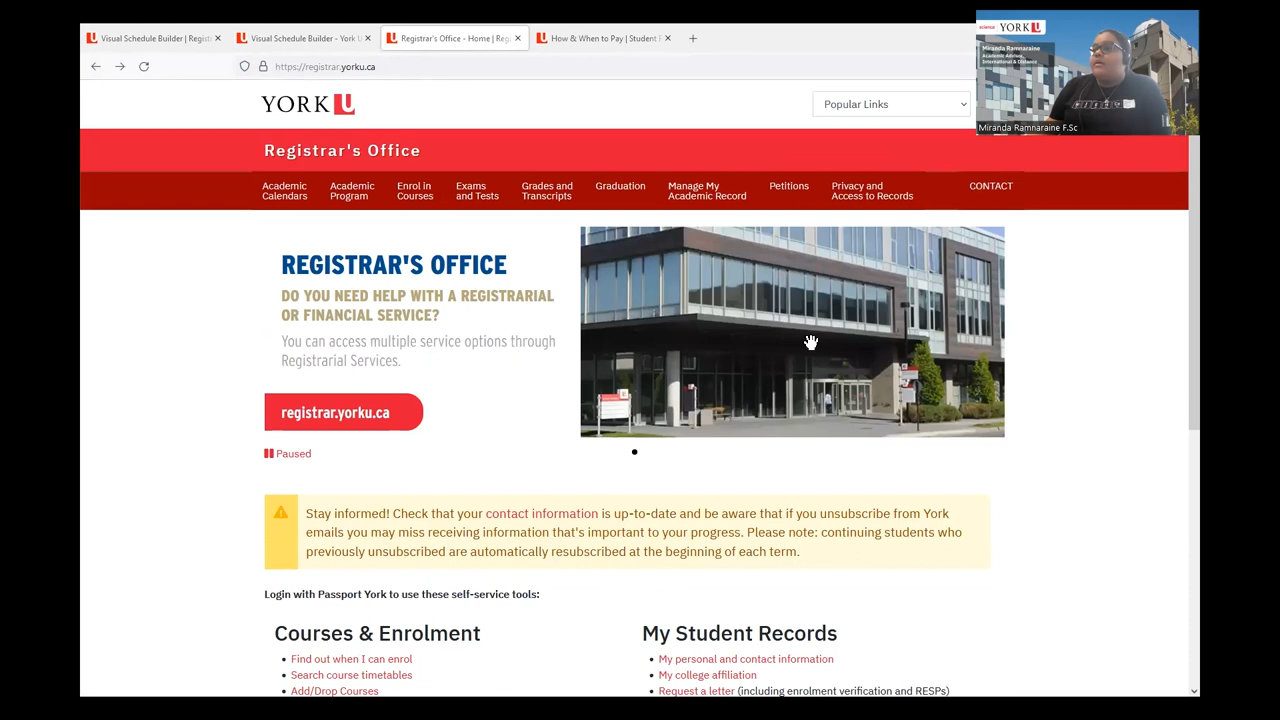 Visual Schedule Builder | Regist
Visual Schedule Builder - York U
Registrar's Office - Home | Reg
How & When to Pay | Student F
https://registrar.yorku.ca
science YORK U
Miranda Ramnaraine
Academic Advisor,
International & Distance
Miranda Ramnaraine F.Sc
YORK U
Popular Links
Registrar's Office
Academic Calendars
Academic Program
Enrol in Courses
Exams and Tests
Grades and Transcripts
Graduation
Manage My Academic Record
Petitions
Privacy and Access to Records
CONTACT
REGISTRAR'S OFFICE
DO YOU NEED HELP WITH A REGISTRARIAL
OR FINANCIAL SERVICE?
You can access multiple service options through
Registrarial Services.
registrar.yorku.ca
Paused
Stay informed! Check that your contact information is up-to-date and be aware that if you unsubscribe from York
emails you may miss receiving information that's important to your progress. Please note: continuing students who
previously unsubscribed are automatically resubscribed at the beginning of each term.
Login with Passport York to use these self-service tools:
Courses & Enrolment
Find out when I can enrol
Search course timetables
Add/Drop Courses
My Student Records
My personal and contact information
My college affiliation
Request a letter (including enrolment verification and RESPs)